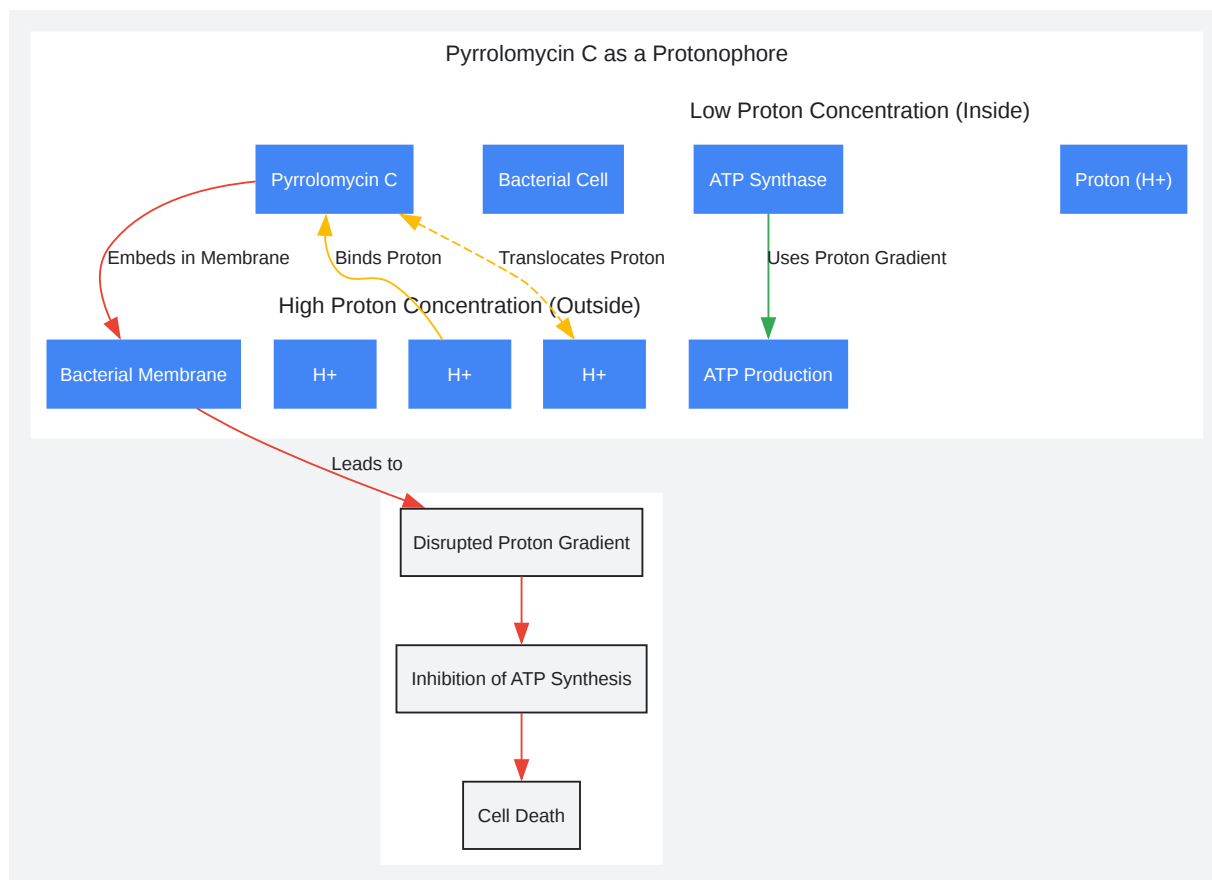 Pyrrolomycin C as a Protonophore
Low Proton Concentration (Inside)
Pyrrolomycin C
Bacterial Cell
ATP Synthase
Proton (H+)
Embeds in Membrane
Binds Proton
Translocates Proton
Uses Proton Gradient
High Proton Concentration (Outside)
Bacterial Membrane
H+
H+
H+
ATP Production
Leads to
Disrupted Proton Gradient
Inhibition of ATP Synthesis
Cell Death